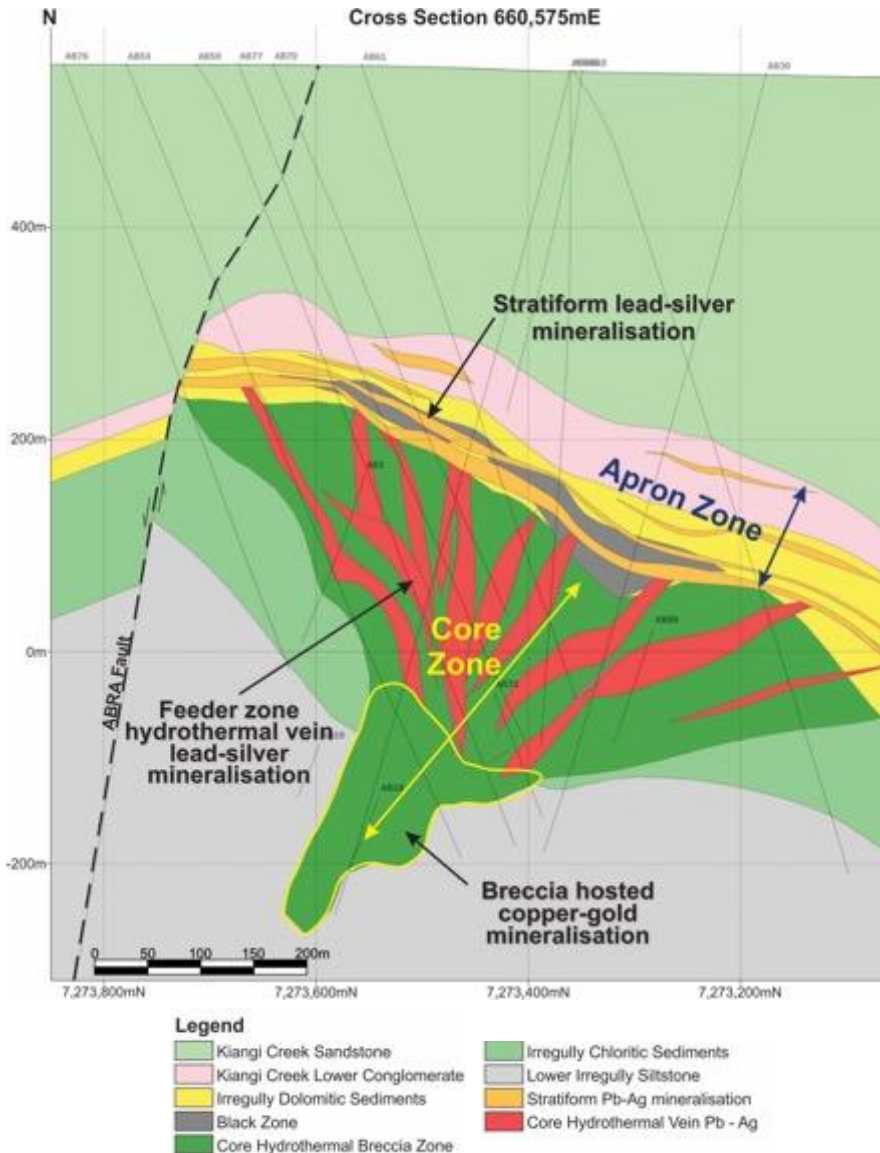 N
Cross Section 660,575mE
AB61
400m
Stratiform lead-silver
mineralisation
200m
Apron Zone
Core
Zone
0m
ABRA Fault
Feeder zone
hydrothermal vein
lead-silver
mineralisation
-200m
Breccia hosted
copper-gold
mineralisation
0 50 100 150 200m
7,273,800mN 7,273,600mN 7,273,400mN 7,273,200mN
Legend
Kiangi Creek Sandstone
Kiangi Creek Lower Conglomerate
Irregully Dolomitic Sediments
Black Zone
Core Hydrothermal Breccia Zone
Irregully Chloritic Sediments
Lower Irregully Siltstone
Stratiform Pb-Ag mineralisation
Core Hydrothermal Vein Pb - Ag